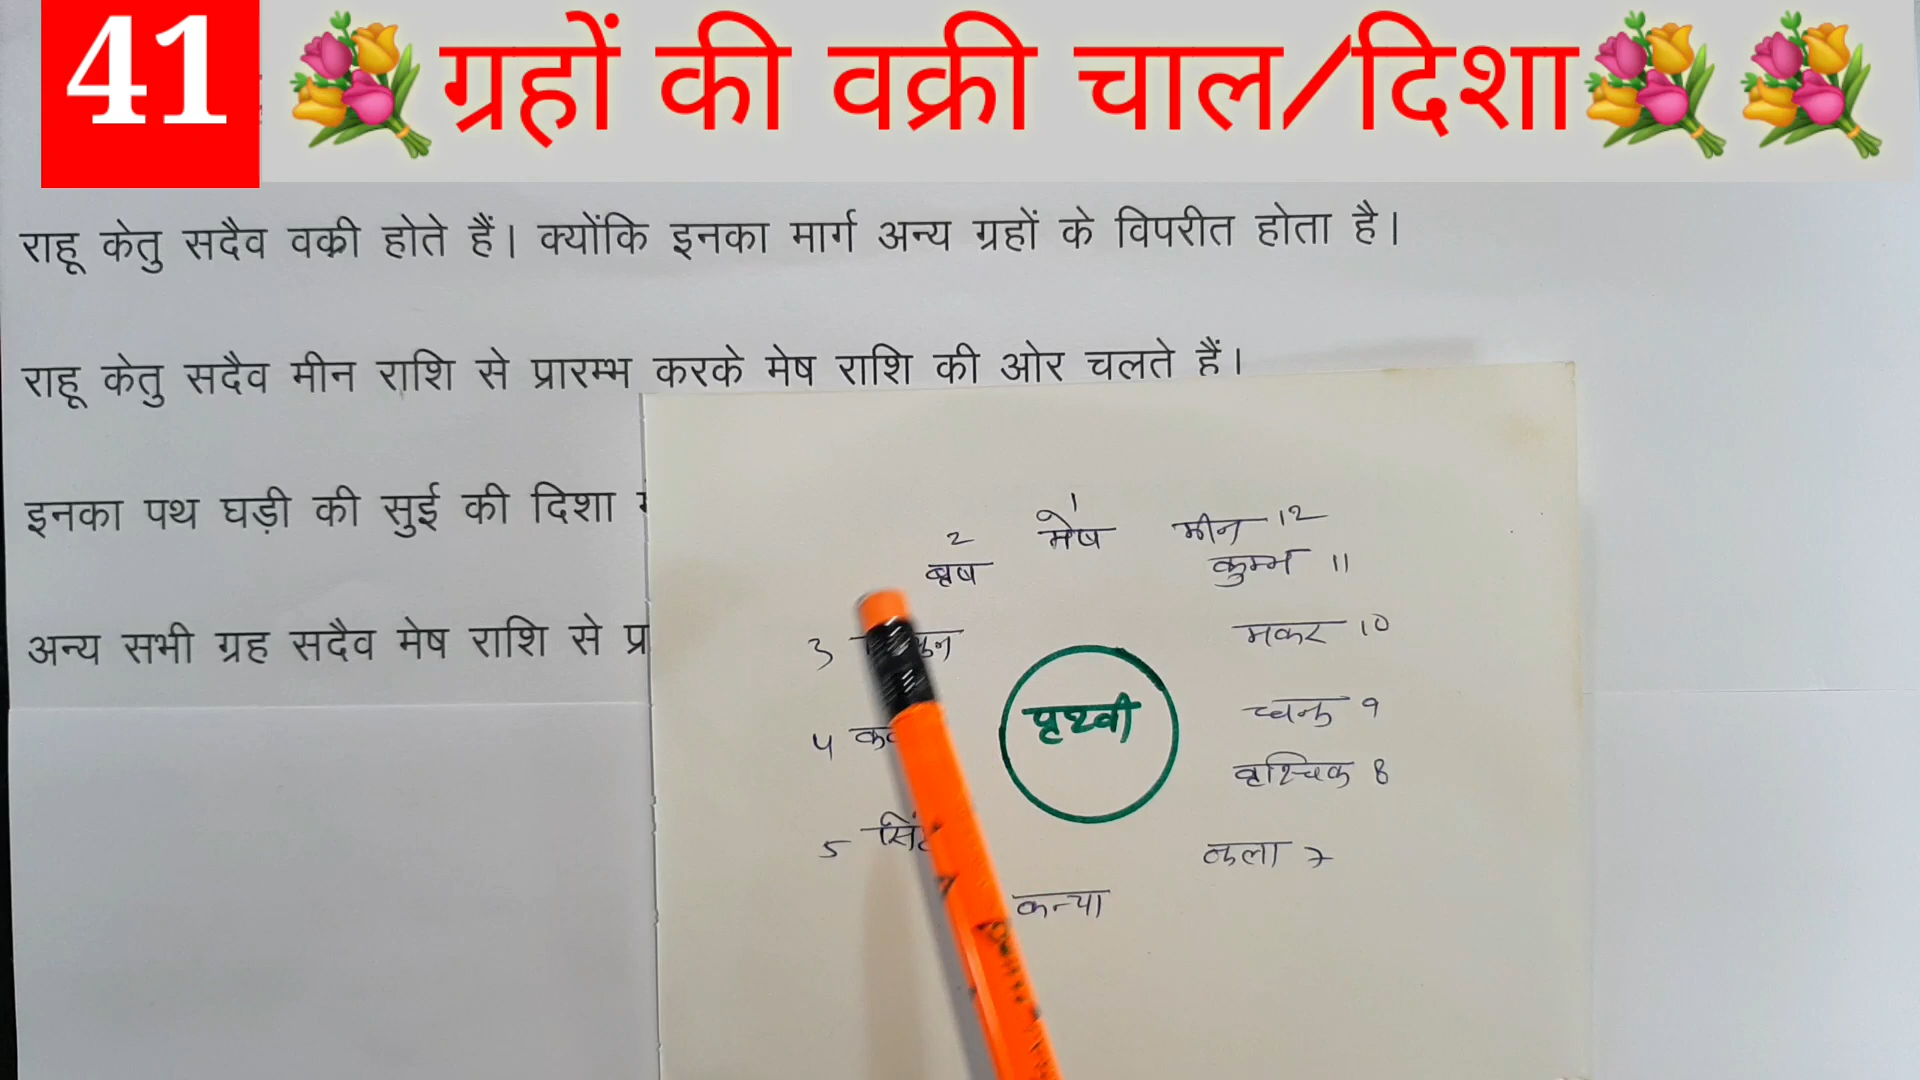 41
ग्रहों की वक्री चाल/दिशा
राहू केतु सदैव वक्री होते हैं। क्योंकि इनका मार्ग अन्य ग्रहों के विपरीत होता है।
राहू केतु सदैव मीन राशि से प्रारम्भ करके मेष राशि की ओर चलते हैं।
इनका पथ घड़ी की सुई की दिशा
अन्य सभी ग्रह सदैव मेष राशि से
1
मेष
मीन 12
2
बृष
कुम्भ 11
3
मकर 10
पृथ्वी
9
4
वृश्चिक 8
5
7
कन्या